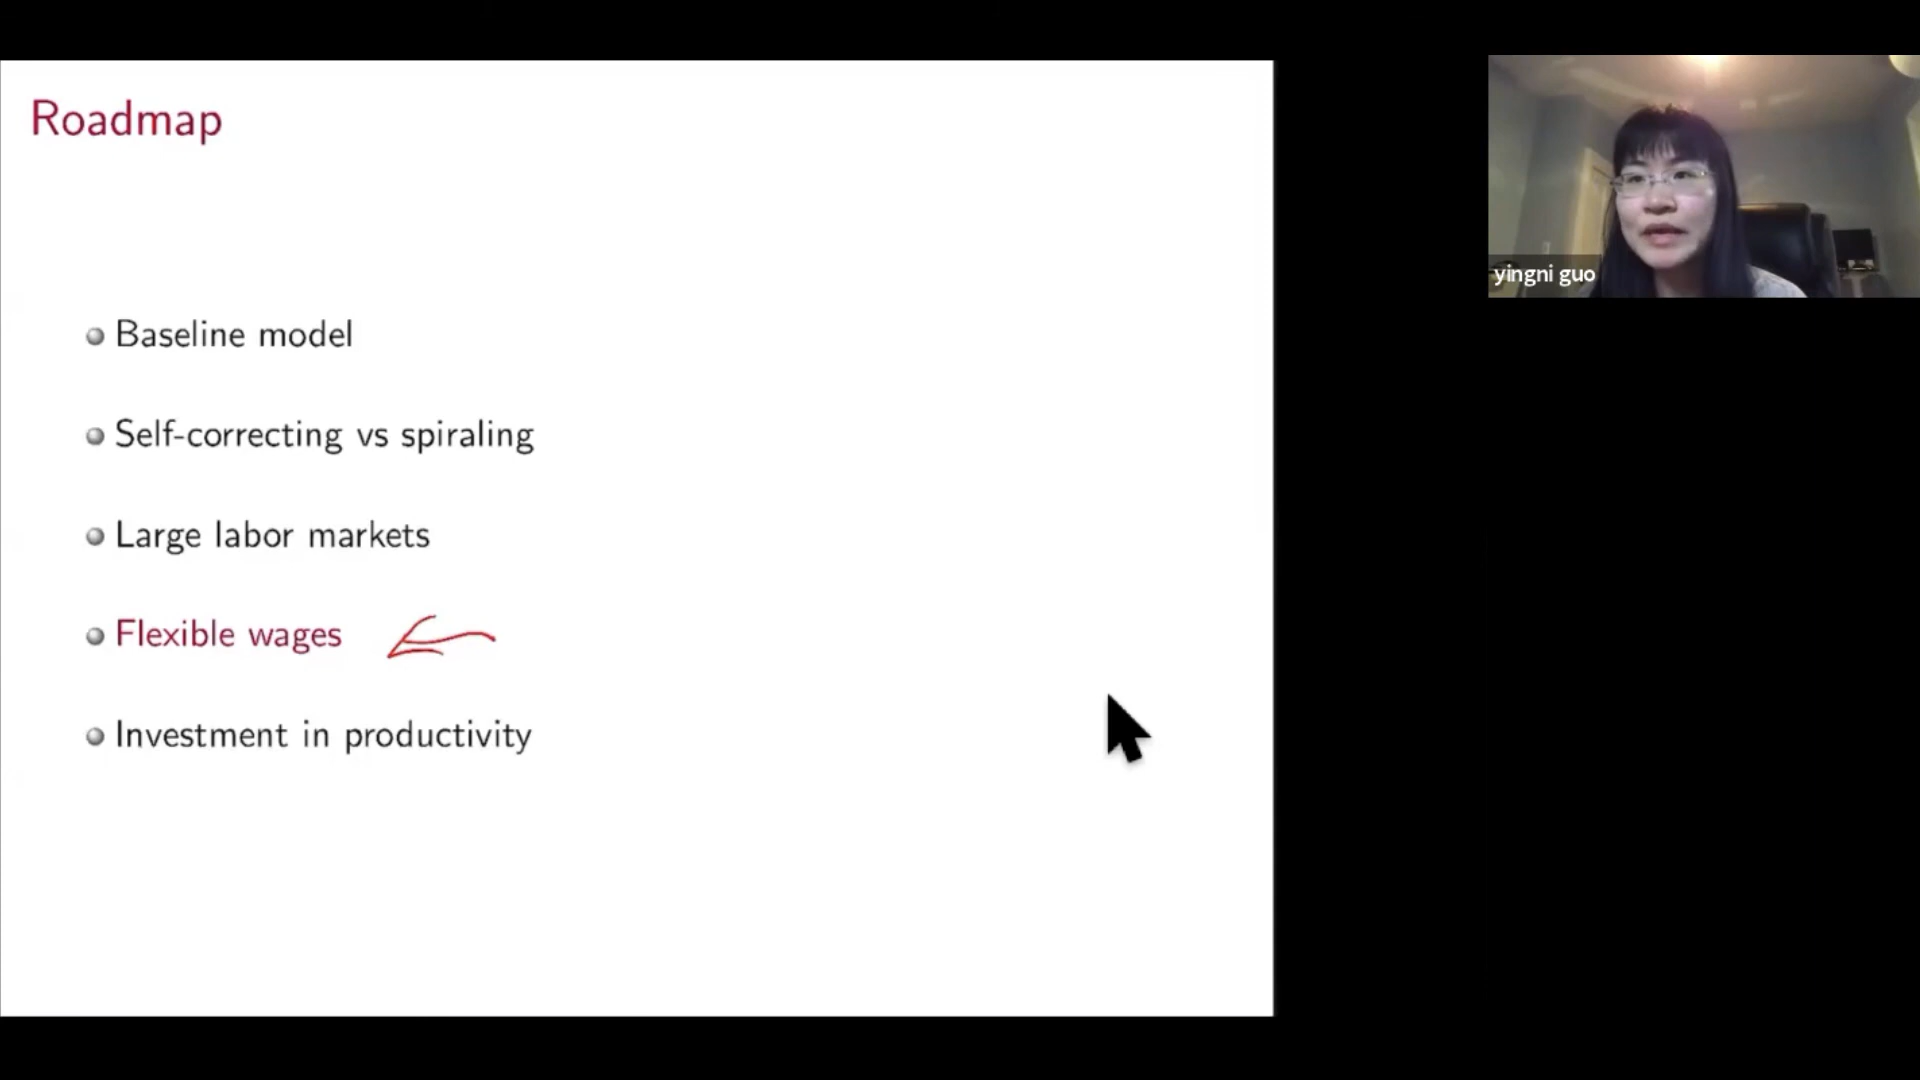 Roadmap
Baseline model
Self-correcting vs spiraling
Large labor markets
Flexible wages
Investment in productivity
yingni guo